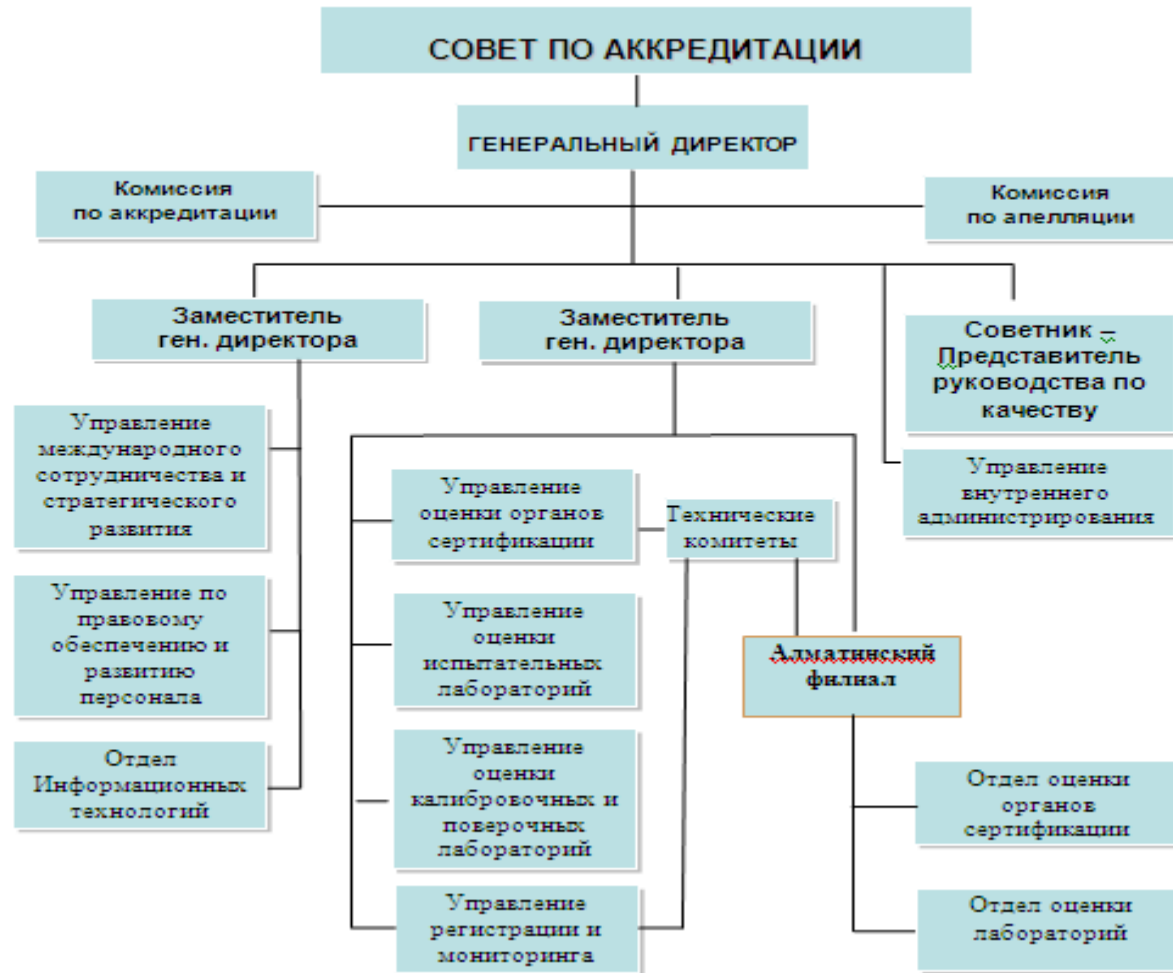 СОВЕТ ПО АККРЕДИТАЦИИ
ГЕНЕРАЛЬНЫЙ ДИРЕКТОР
Комиссия
по аккредитации
Комиссия
по апелляции
Заместитель
ген. директора
Заместитель
ген. директора
Советник –
Представитель
руководства по
качеству
Управление
международного
сотрудничества и
стратегического
развития
Управление
оценки органов
сертификации
Технические
комитеты
Управление
внутреннего
администрирования
Управление по
правовому
обеспечению и
развитию
персонала
Управление
оценки
испытательных
лабораторий
Алматинский
филиал
Отдел
Информационных
технологий
Управление
оценки
калибровочных и
поверочных
лабораторий
Отдел оценки
органов
сертификации
Управление
регистрации и
мониторинга
Отдел оценки
лабораторий